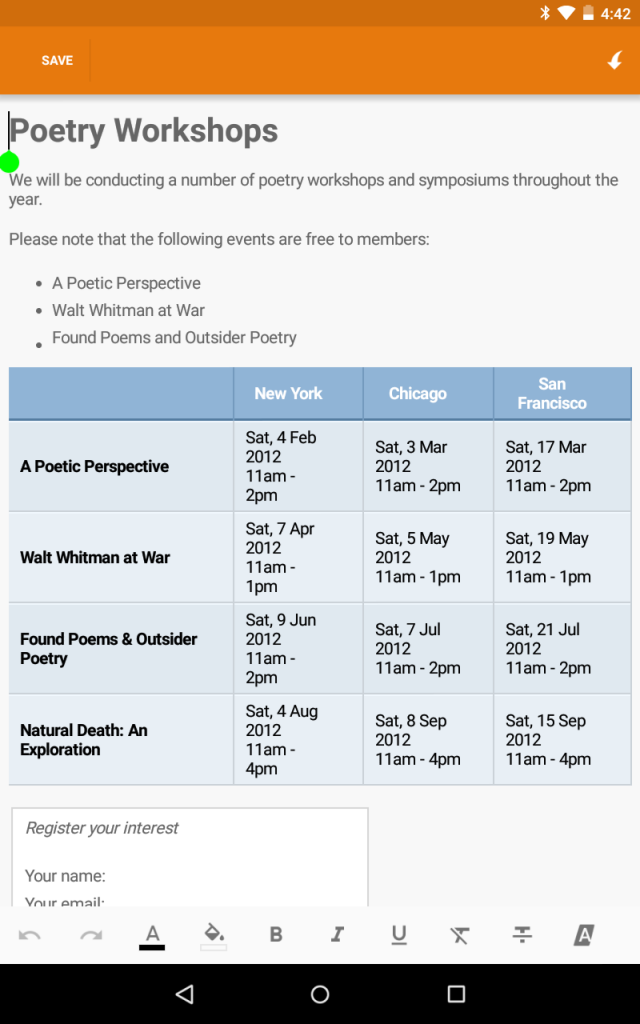 4:42
SAVE
Poetry Workshops
We will be conducting a number of poetry workshops and symposiums throughout the
year.
Please note that the following events are free to members:
• A Poetic Perspective
• Walt Whitman at War
• Found Poems and Outsider Poetry
New York
Chicago
San
Francisco
A Poetic Perspective
Sat, 4 Feb
2012
11am -
2pm
Sat, 3 Mar
2012
11am - 2pm
Sat, 17 Mar
2012
11am - 2pm
Walt Whitman at War
Sat, 7 Apr
2012
11am -
1pm
Sat, 5 May
2012
11am - 1pm
Sat, 19 May
2012
11am - 1pm
Found Poems & Outsider
Poetry
Sat, 9 Jun
2012
11am -
2pm
Sat, 7 Jul
2012
11am - 2pm
Sat, 21 Jul
2012
11am - 2pm
Natural Death: An
Exploration
Sat, 4 Aug
2012
11am -
4pm
Sat, 8 Sep
2012
11am - 4pm
Sat, 15 Sep
2012
11am - 4pm
Register your interest
Your name:
Your email:
A B I U T S A